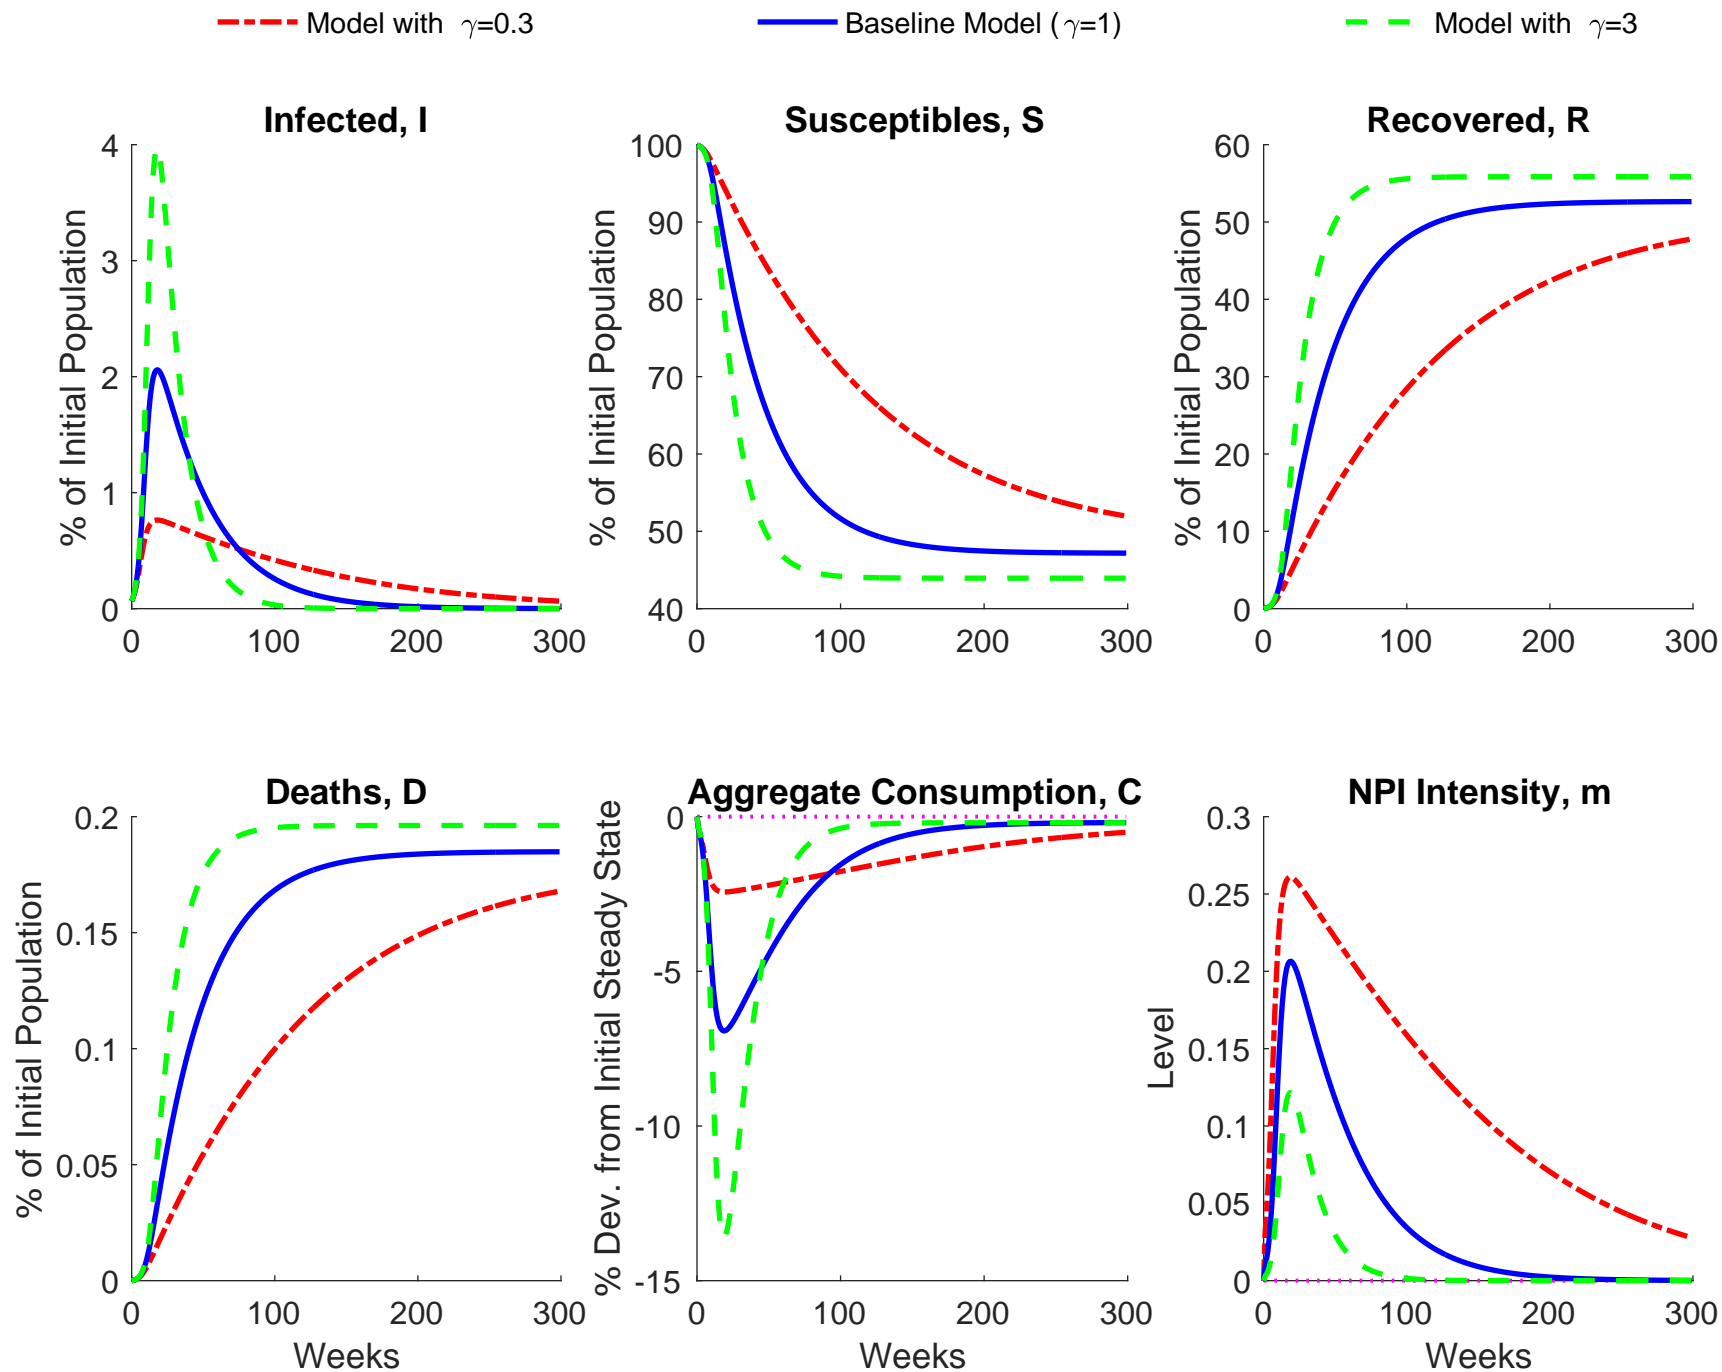 Model with γ=0.3
Baseline Model (γ=1)
Model with γ=3
Infected, I
Susceptibles, S
Recovered, R
% of Initial Population
4
3
2
1
0
0 100 200 300
% of Initial Population
100
90
80
70
60
50
40
0 100 200 300
% of Initial Population
60
50
40
30
20
10
0
0 100 200 300
Deaths, D
Aggregate Consumption, C
NPI Intensity, m
% of Initial Population
0.2
0.15
0.1
0.05
0
0 100 200 300
Weeks
% Dev. from Initial Steady State
0
-5
-10
-15
0 100 200 300
Weeks
Level
0.3
0.25
0.2
0.15
0.1
0.05
0
0 100 200 300
Weeks